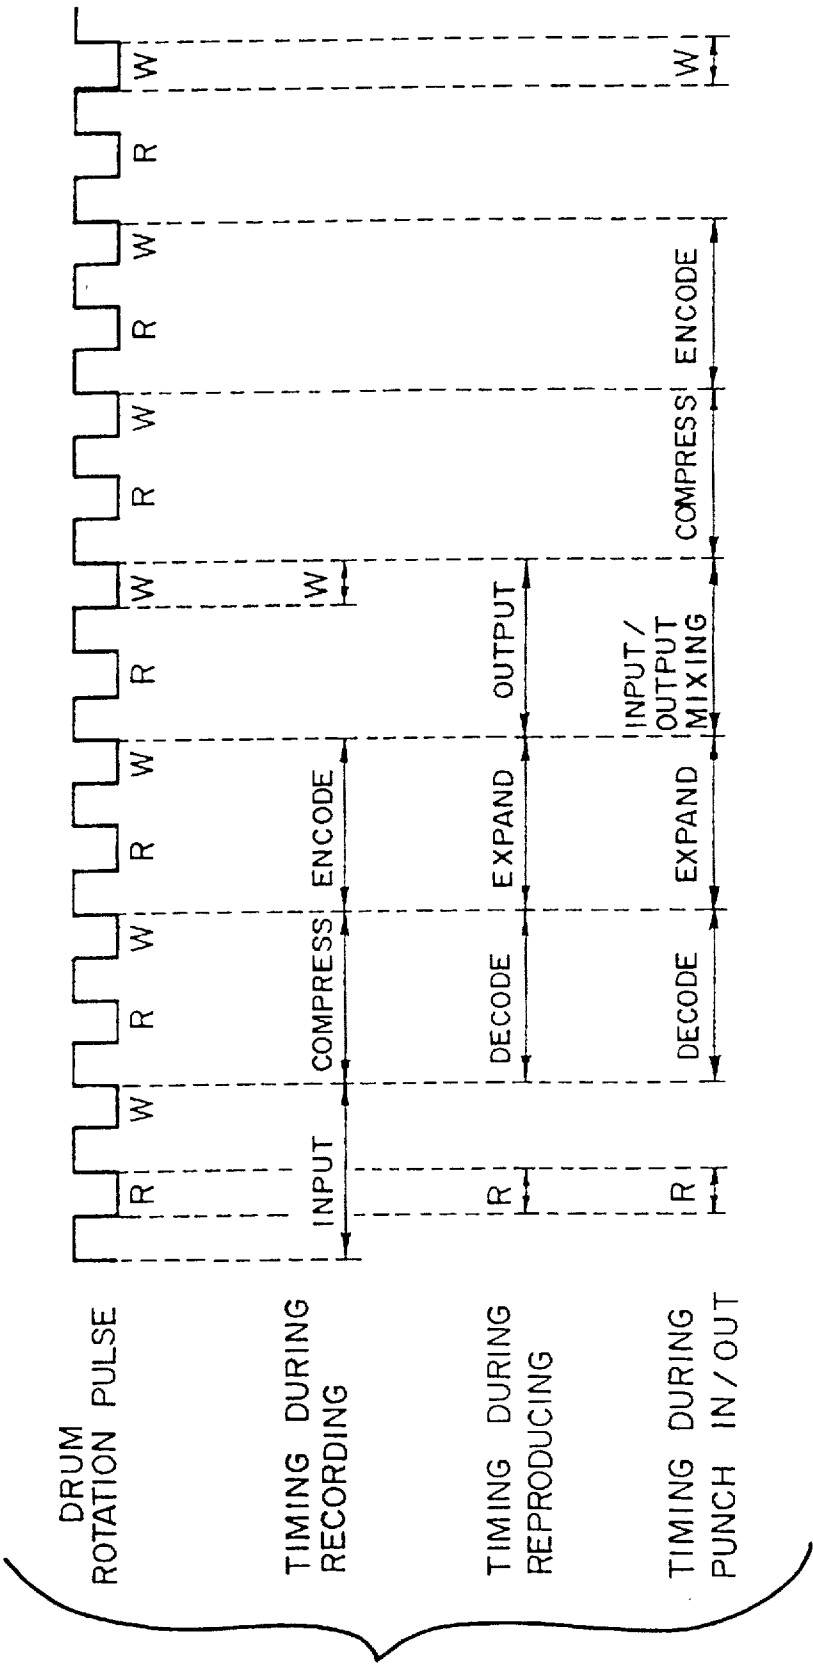 DRUM
ROTATION PULSE
R W R W R W R W R W R W R W
TIMING DURING
RECORDING
INPUT COMPRESS ENCODE W
TIMING DURING
REPRODUCING
R DECODE EXPAND OUTPUT
TIMING DURING
PUNCH IN/OUT
R DECODE EXPAND
INPUT/
OUTPUT
MIXING
COMPRESS ENCODE W